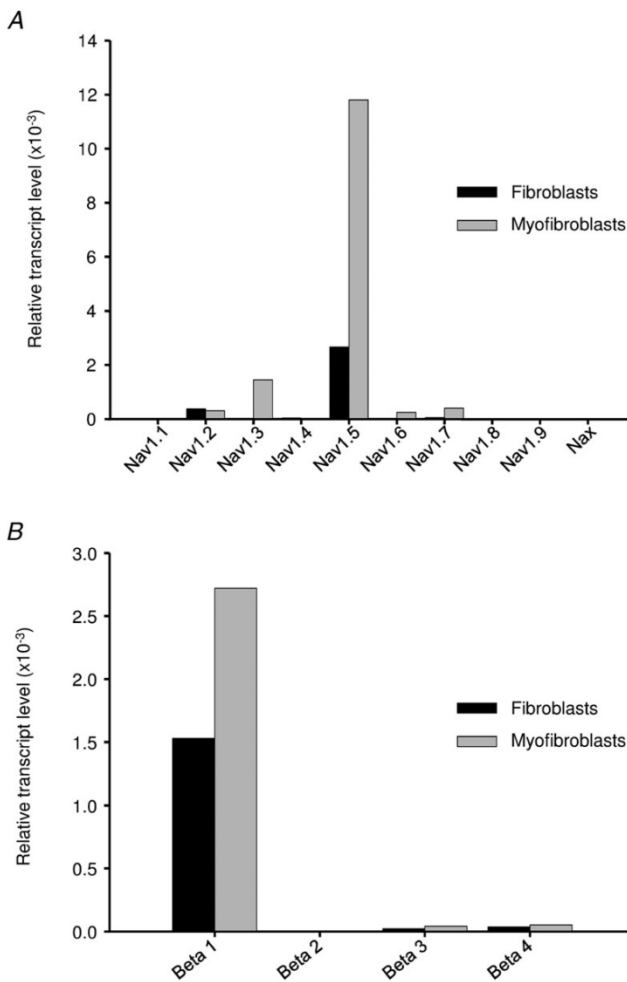 A
Relative transcript level (x10⁻³)
14
12
10
8
6
4
2
0
Fibroblasts
Myofibroblasts
Nav1.1
Nav1.2
Nav1.3
Nav1.4
Nav1.5
Nav1.6
Nav1.7
Nav1.8
Nav1.9
Nax
B
Relative transcript level (x10⁻³)
3.0
2.5
2.0
1.5
1.0
0.5
0.0
Fibroblasts
Myofibroblasts
Beta 1
Beta 2
Beta 3
Beta 4